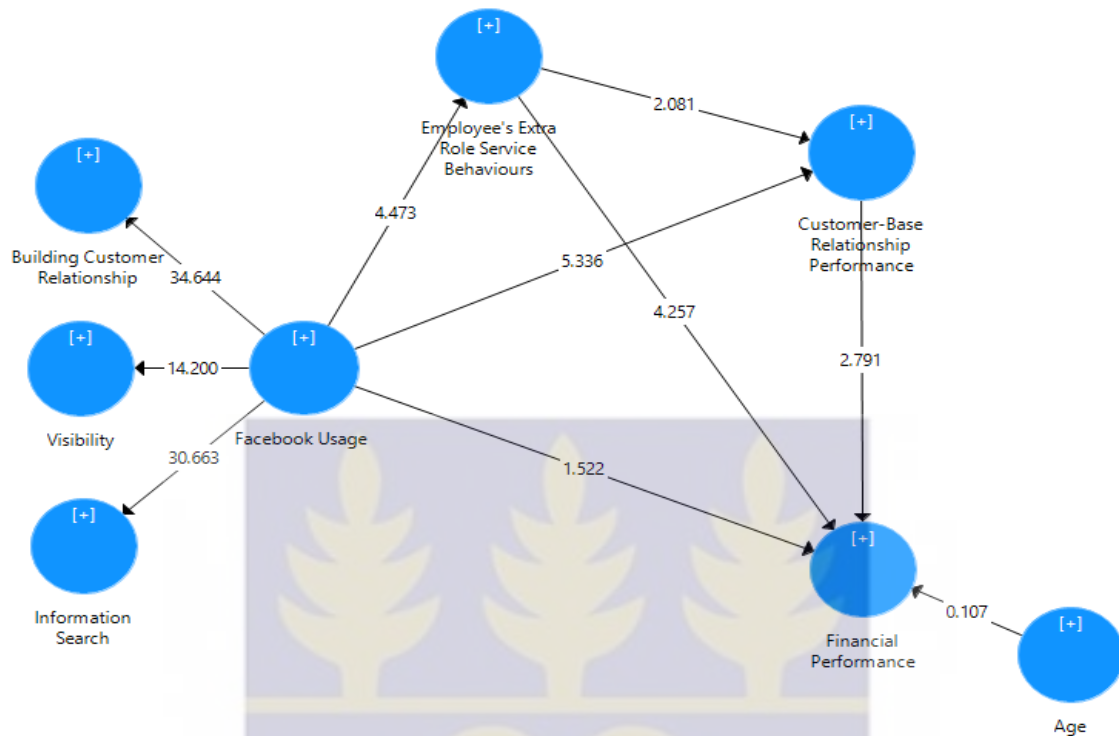 [+]
Employee's Extra
Role Service
Behaviours
2.081
[+]
Customer-Base
Relationship
Performance
[+]
Building Customer
Relationship
34.644
4.473
5.336
4.257
2.791
[+]
Visibility
14.200
[+]
Facebook Usage
30.663
1.522
[+]
Information
Search
[+]
Financial
Performance
0.107
[+]
Age